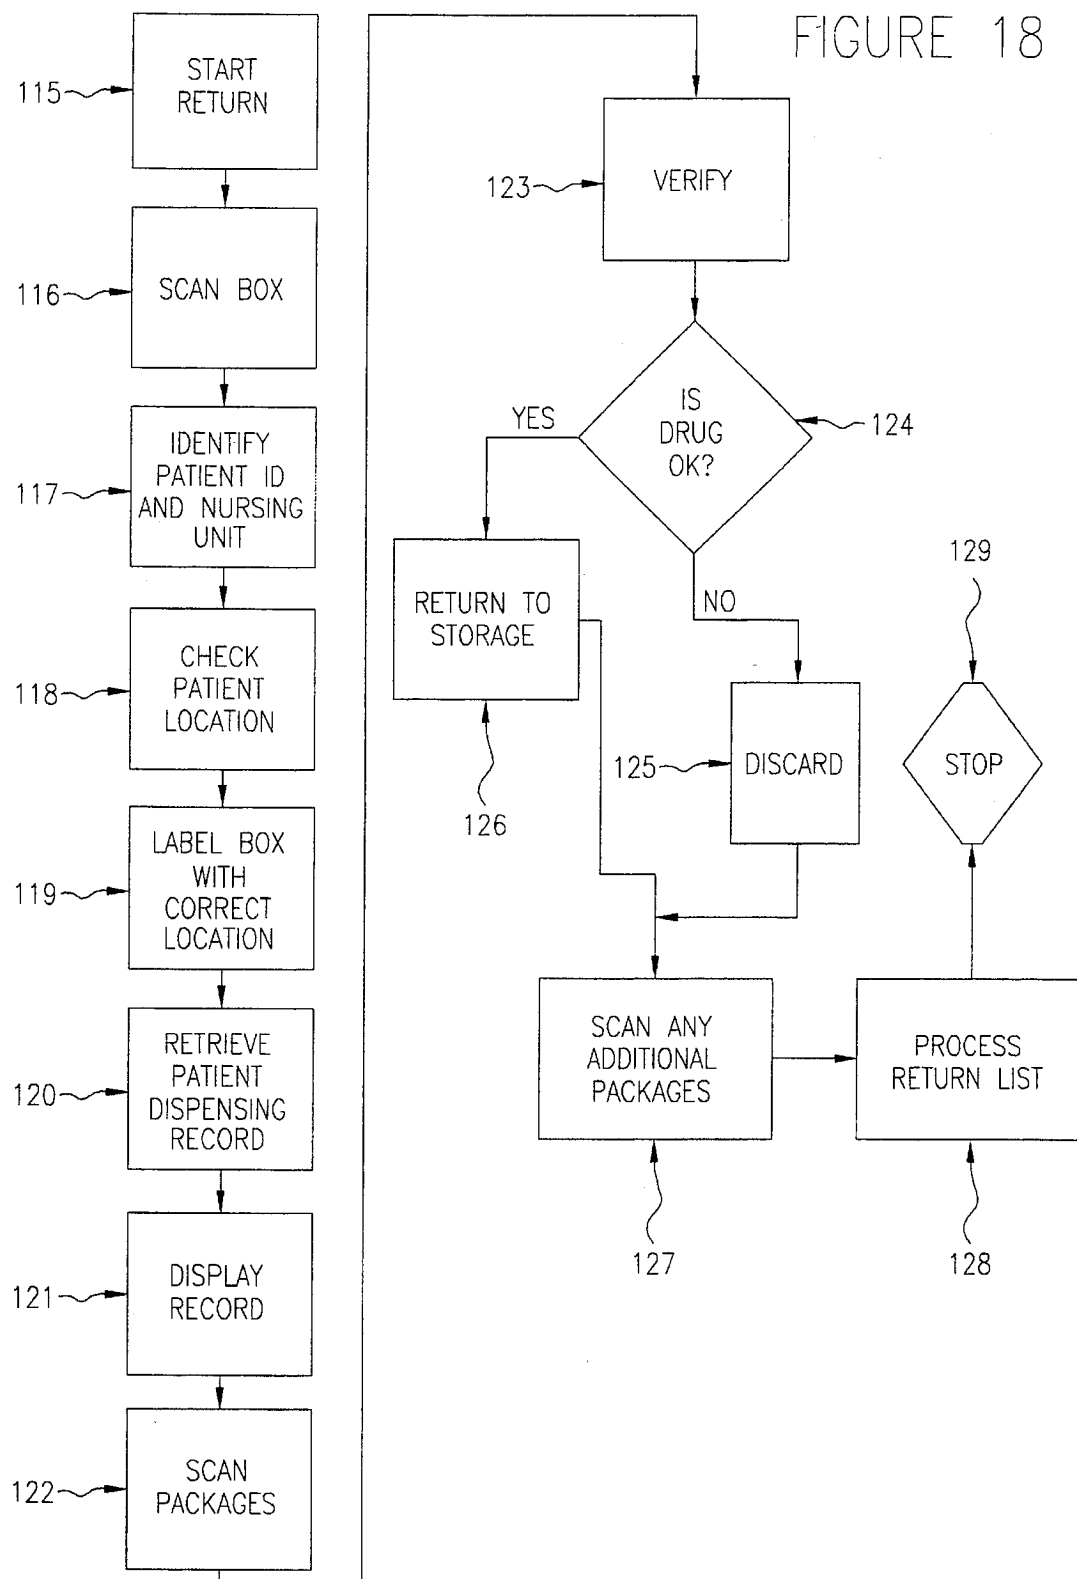 FIGURE 18
115
START
RETURN
116
SCAN BOX
117
IDENTIFY
PATIENT ID
AND NURSING
UNIT
118
CHECK
PATIENT
LOCATION
119
LABEL BOX
WITH
CORRECT
LOCATION
120
RETRIEVE
PATIENT
DISPENSING
RECORD
121
DISPLAY
RECORD
122
SCAN
PACKAGES
123
VERIFY
IS
DRUG
OK?
124
YES
NO
RETURN TO
STORAGE
126
125
DISCARD
129
STOP
SCAN ANY
ADDITIONAL
PACKAGES
127
PROCESS
RETURN LIST
128